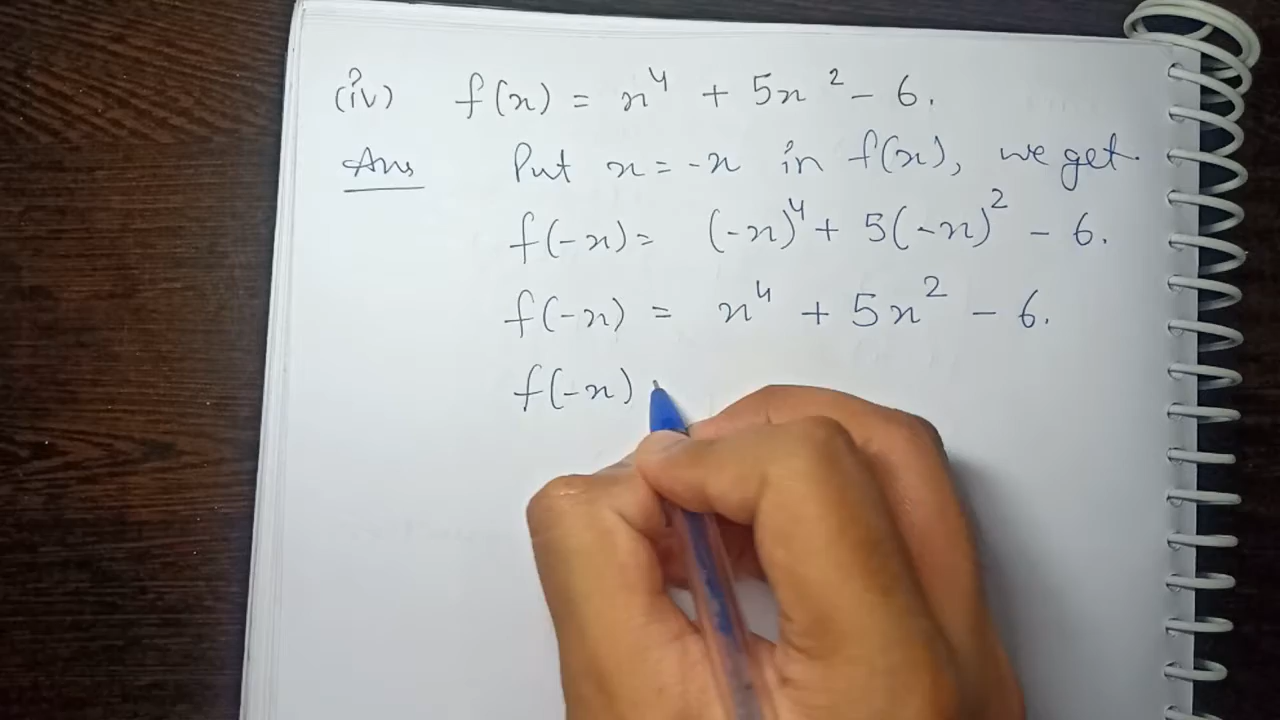 (iv) f(x) = x⁴ + 5x² - 6.
Ans Put x = -x in f(x), we get.
f(-x) = (-x)⁴ + 5(-x)² - 6.
f(-x) = x⁴ + 5x² - 6.
f(-x)